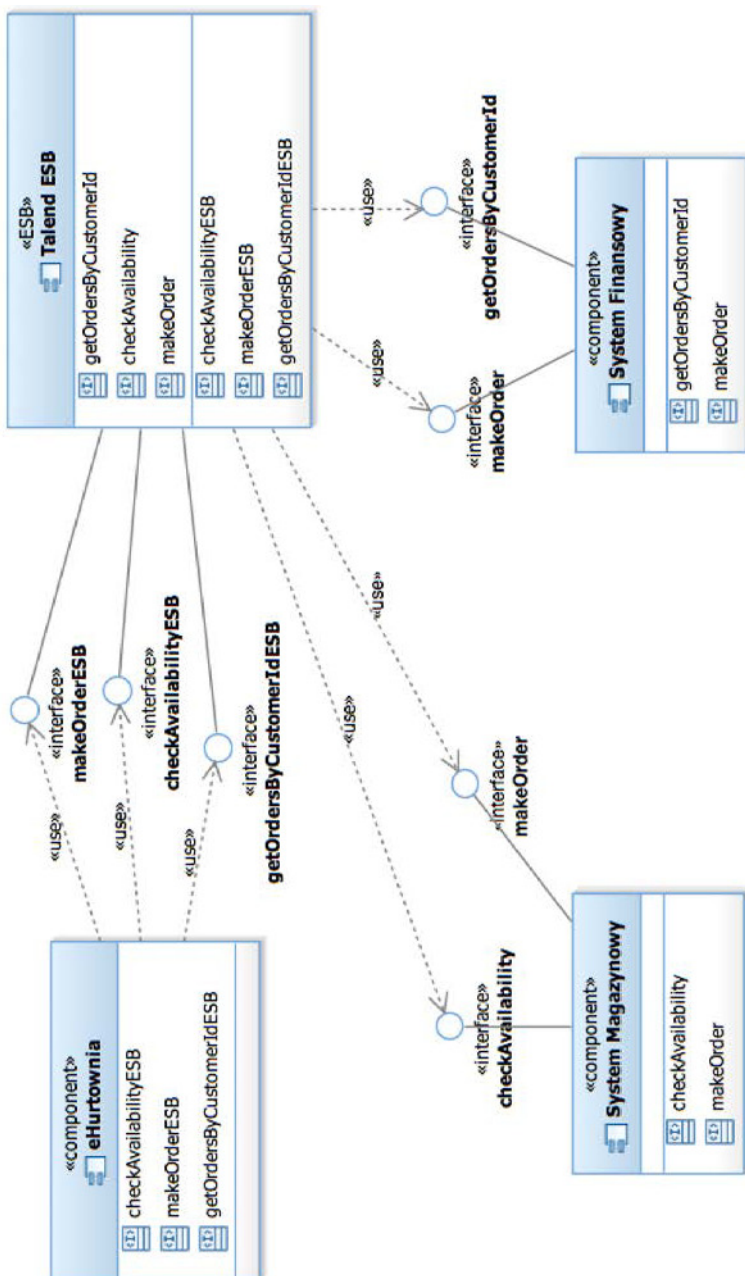 «component»
eHurtownia
checkAvailabilityESB
makeOrderESB
getOrdersByCustomerIdESB
«use»
«use»
«use»
«interface»
makeOrderESB
«interface»
checkAvailabilityESB
«interface»
getOrdersByCustomerIdESB
«ESB»
Talend ESB
getOrdersByCustomerId
checkAvailability
makeOrder
checkAvailabilityESB
makeOrderESB
getOrdersByCustomerIdESB
«use»
«use»
«use»
«use»
«interface»
checkAvailability
«interface»
makeOrder
«interface»
makeOrder
«interface»
getOrdersByCustomerId
«component»
System Magazynowy
checkAvailability
makeOrder
«component»
System Finansowy
getOrdersByCustomerId
makeOrder